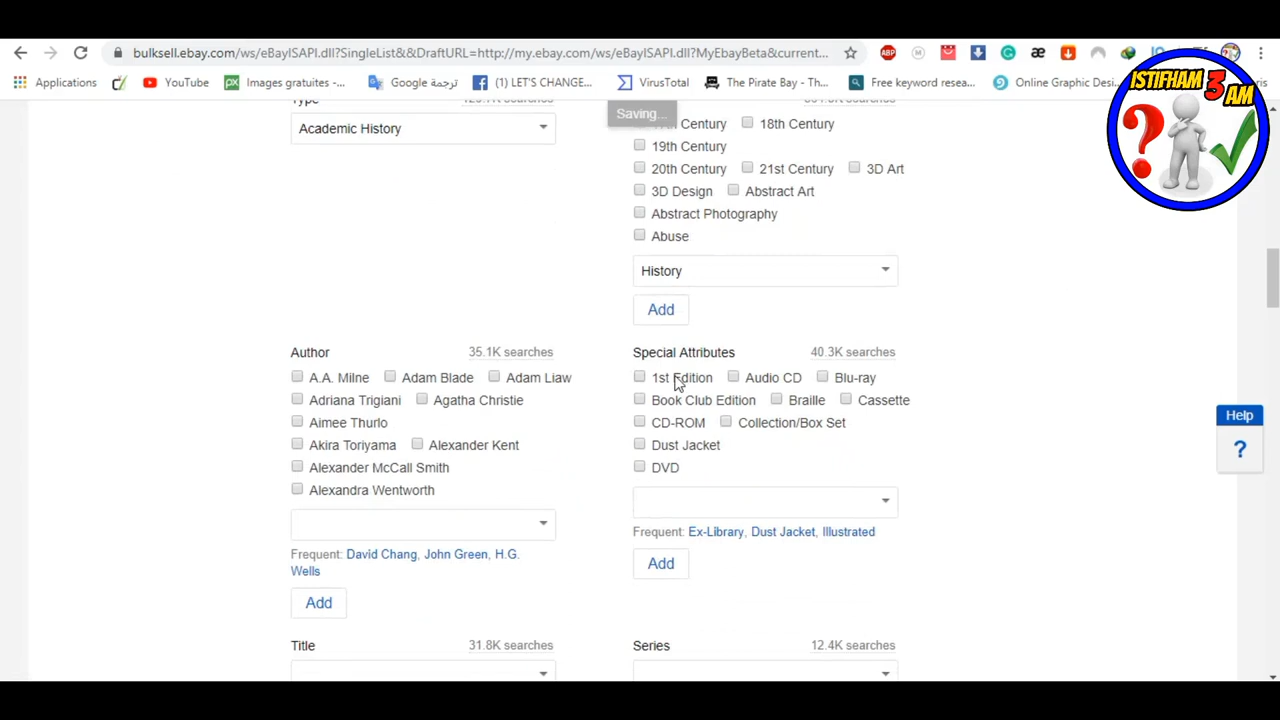 bulksell.ebay.com/ws/eBayISAPI.dll?SingleList&&DraftURL=http://my.ebay.com/ws/eBayISAPI.dll?MyEbayBeta&current...
ABP
Applications
YouTube
Images gratuites -...
Google ترجمة
(1) LET'S CHANGE...
VirusTotal
The Pirate Bay - Th...
Free keyword resea...
Online Graphic Desi...
ISTIFHAM 3 AM
Type
Saving...
Academic History
18th Century
19th Century
20th Century 21st Century 3D Art
3D Design Abstract Art
Abstract Photography
Abuse
History
Add
Author 35.1K searches
A.A. Milne Adam Blade Adam Liaw
Adriana Trigiani Agatha Christie
Aimee Thurlo
Akira Toriyama Alexander Kent
Alexander McCall Smith
Alexandra Wentworth
Frequent: David Chang, John Green, H.G.
Wells
Add
Special Attributes 40.3K searches
1st Edition Audio CD Blu-ray
Book Club Edition Braille Cassette
CD-ROM Collection/Box Set
Dust Jacket
DVD
Frequent: Ex-Library, Dust Jacket, Illustrated
Add
Title 31.8K searches
Series 12.4K searches
Help
?